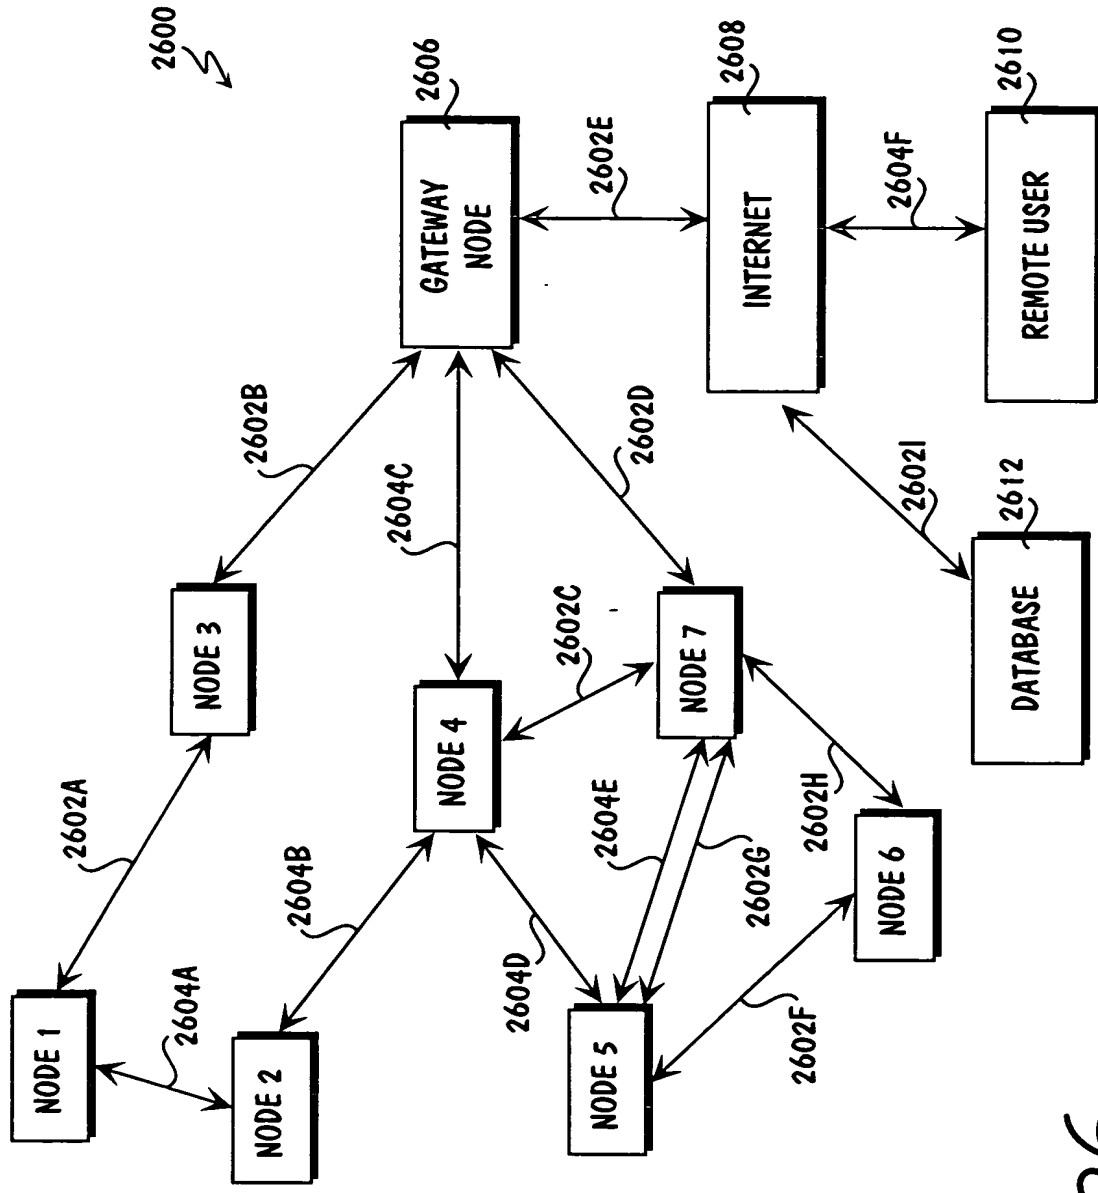 2600
NODE 1
2602A
2604A
NODE 3
2602B
NODE 2
2604B
2604C
GATEWAY
NODE
2606
NODE 4
2604D
2602C
NODE 5
2604E
2602E
2602D
NODE 7
2602G
INTERNET
2608
2602F
2602H
NODE 6
2602I
2604F
DATABASE
2612
REMOTE USER
2610